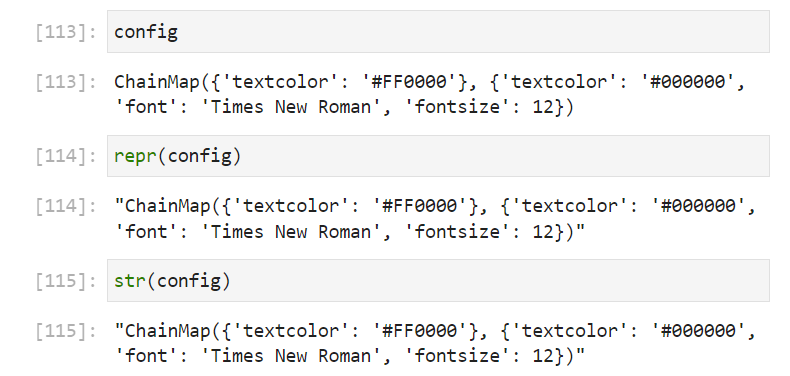 [113]: config
[113]: ChainMap({'textcolor': '#FF0000'}, {'textcolor': '#000000',
'font': 'Times New Roman', 'fontsize': 12})
[114]: repr(config)
[114]: "ChainMap({'textcolor': '#FF0000'}, {'textcolor': '#000000',
'font': 'Times New Roman', 'fontsize': 12})"
[115]: str(config)
[115]: "ChainMap({'textcolor': '#FF0000'}, {'textcolor': '#000000',
'font': 'Times New Roman', 'fontsize': 12})"